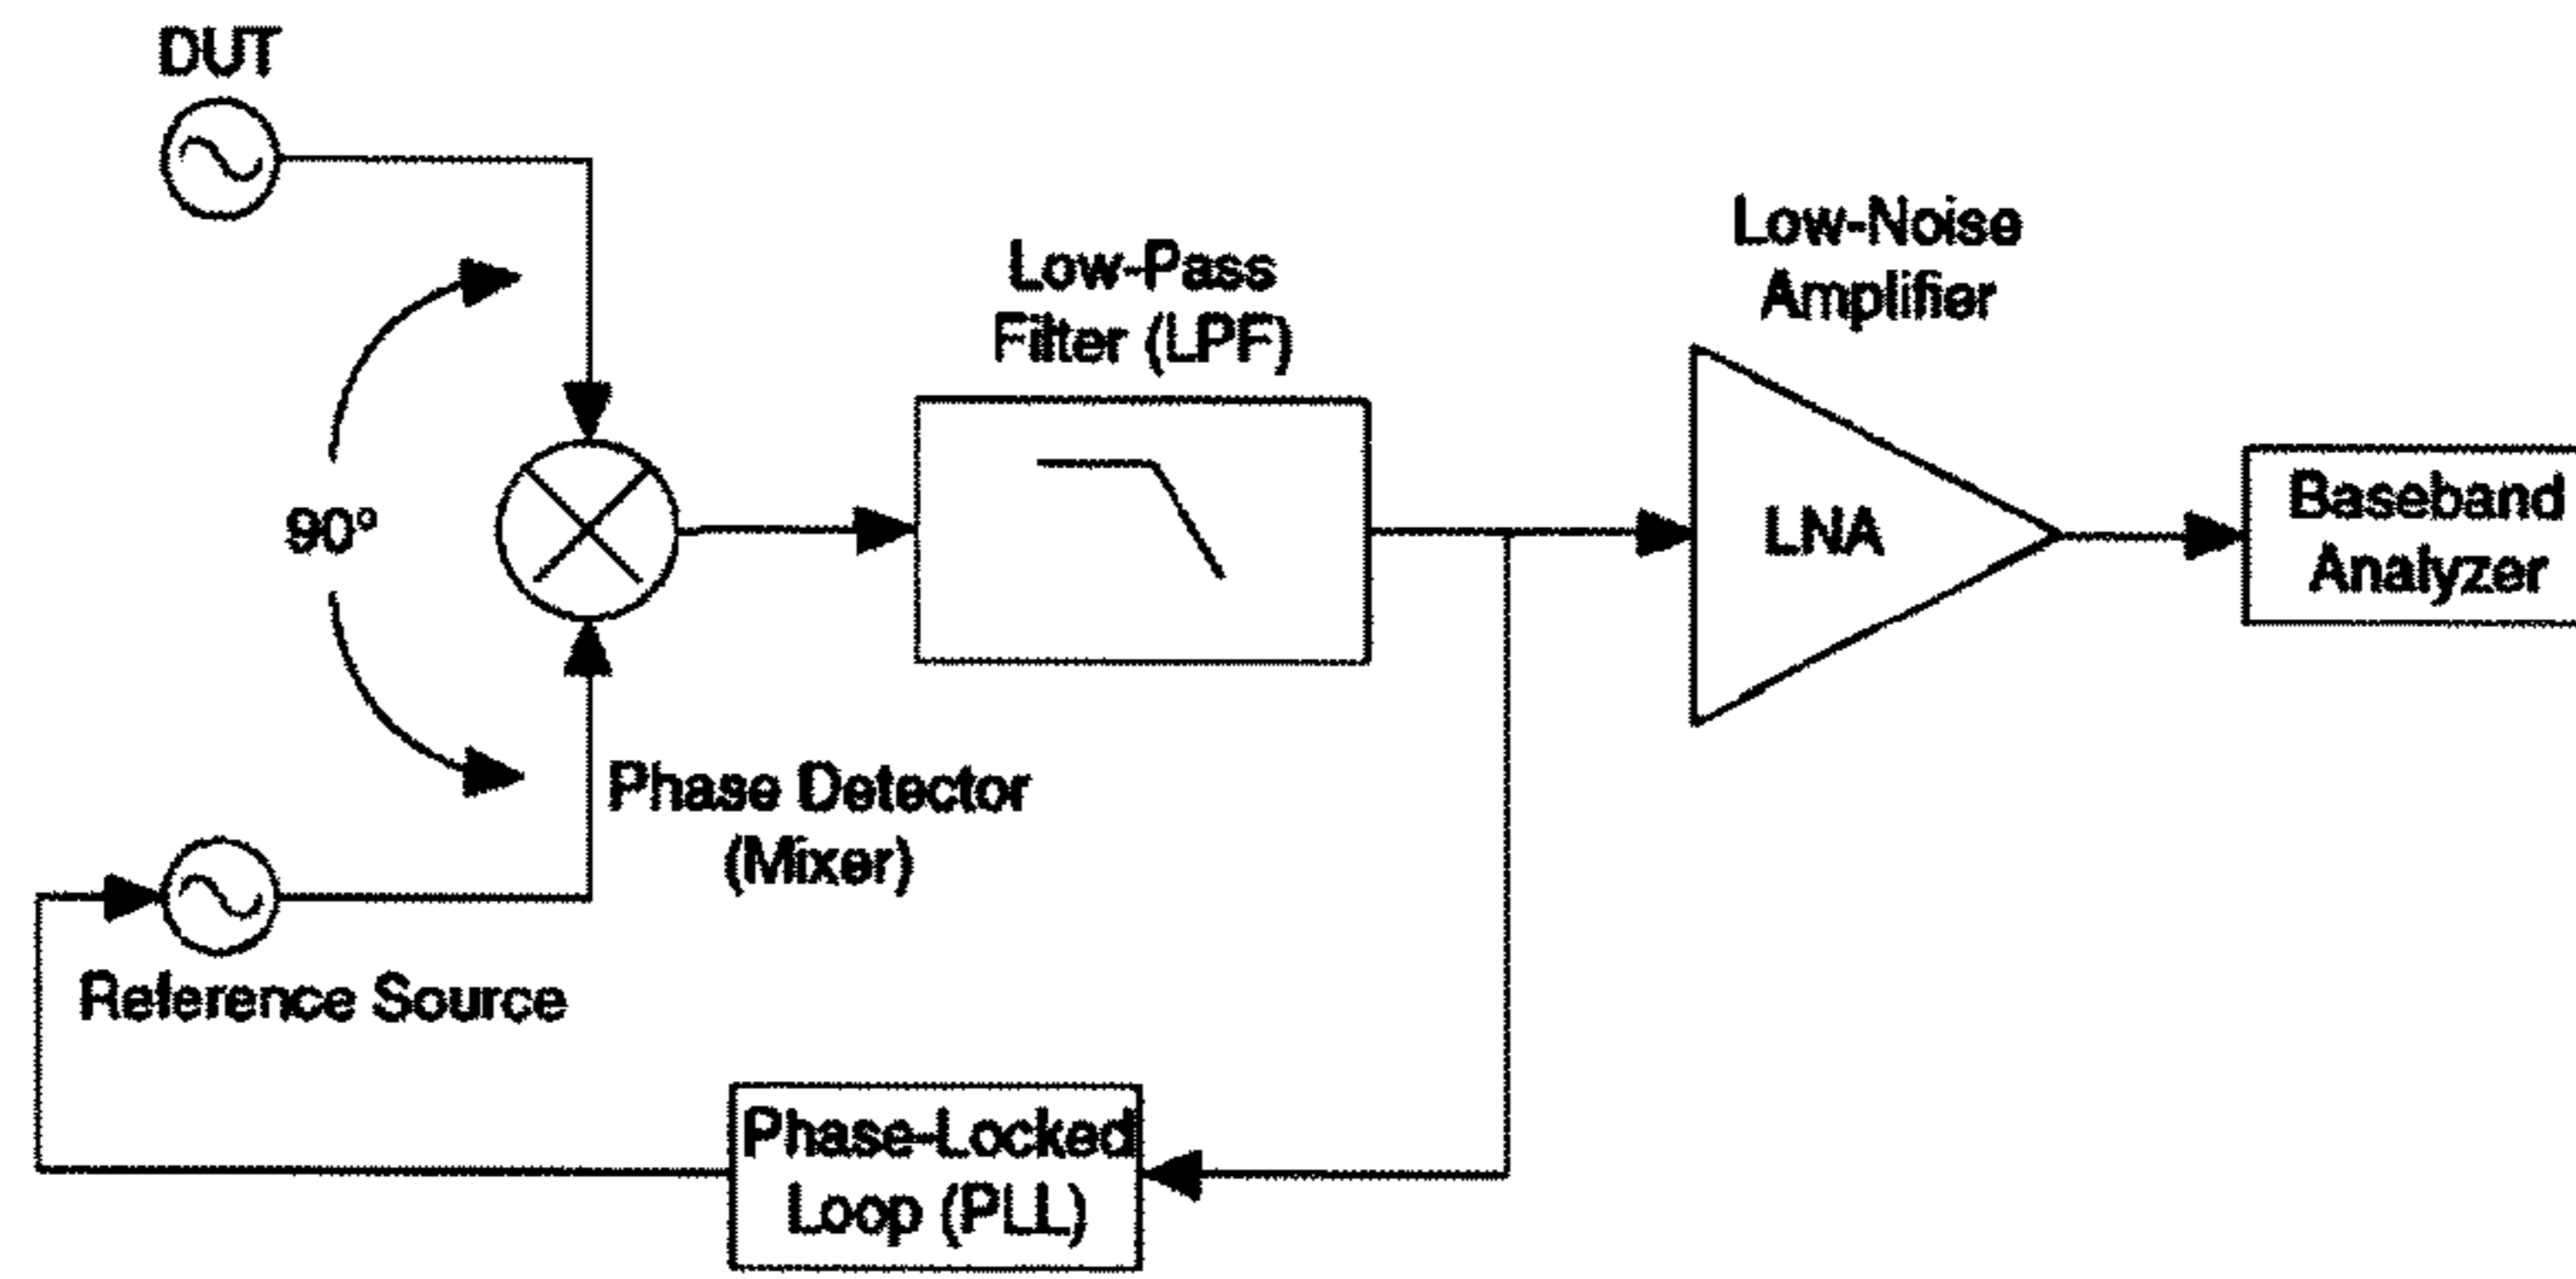 DUT
Low-Noise
Amplifier
Low-Pass
Filter (LPF)
90°
LNA
Baseband
Analyzer
Phase Detector
(Mixer)
Reference Source
Phase-Locked
Loop (PLL)